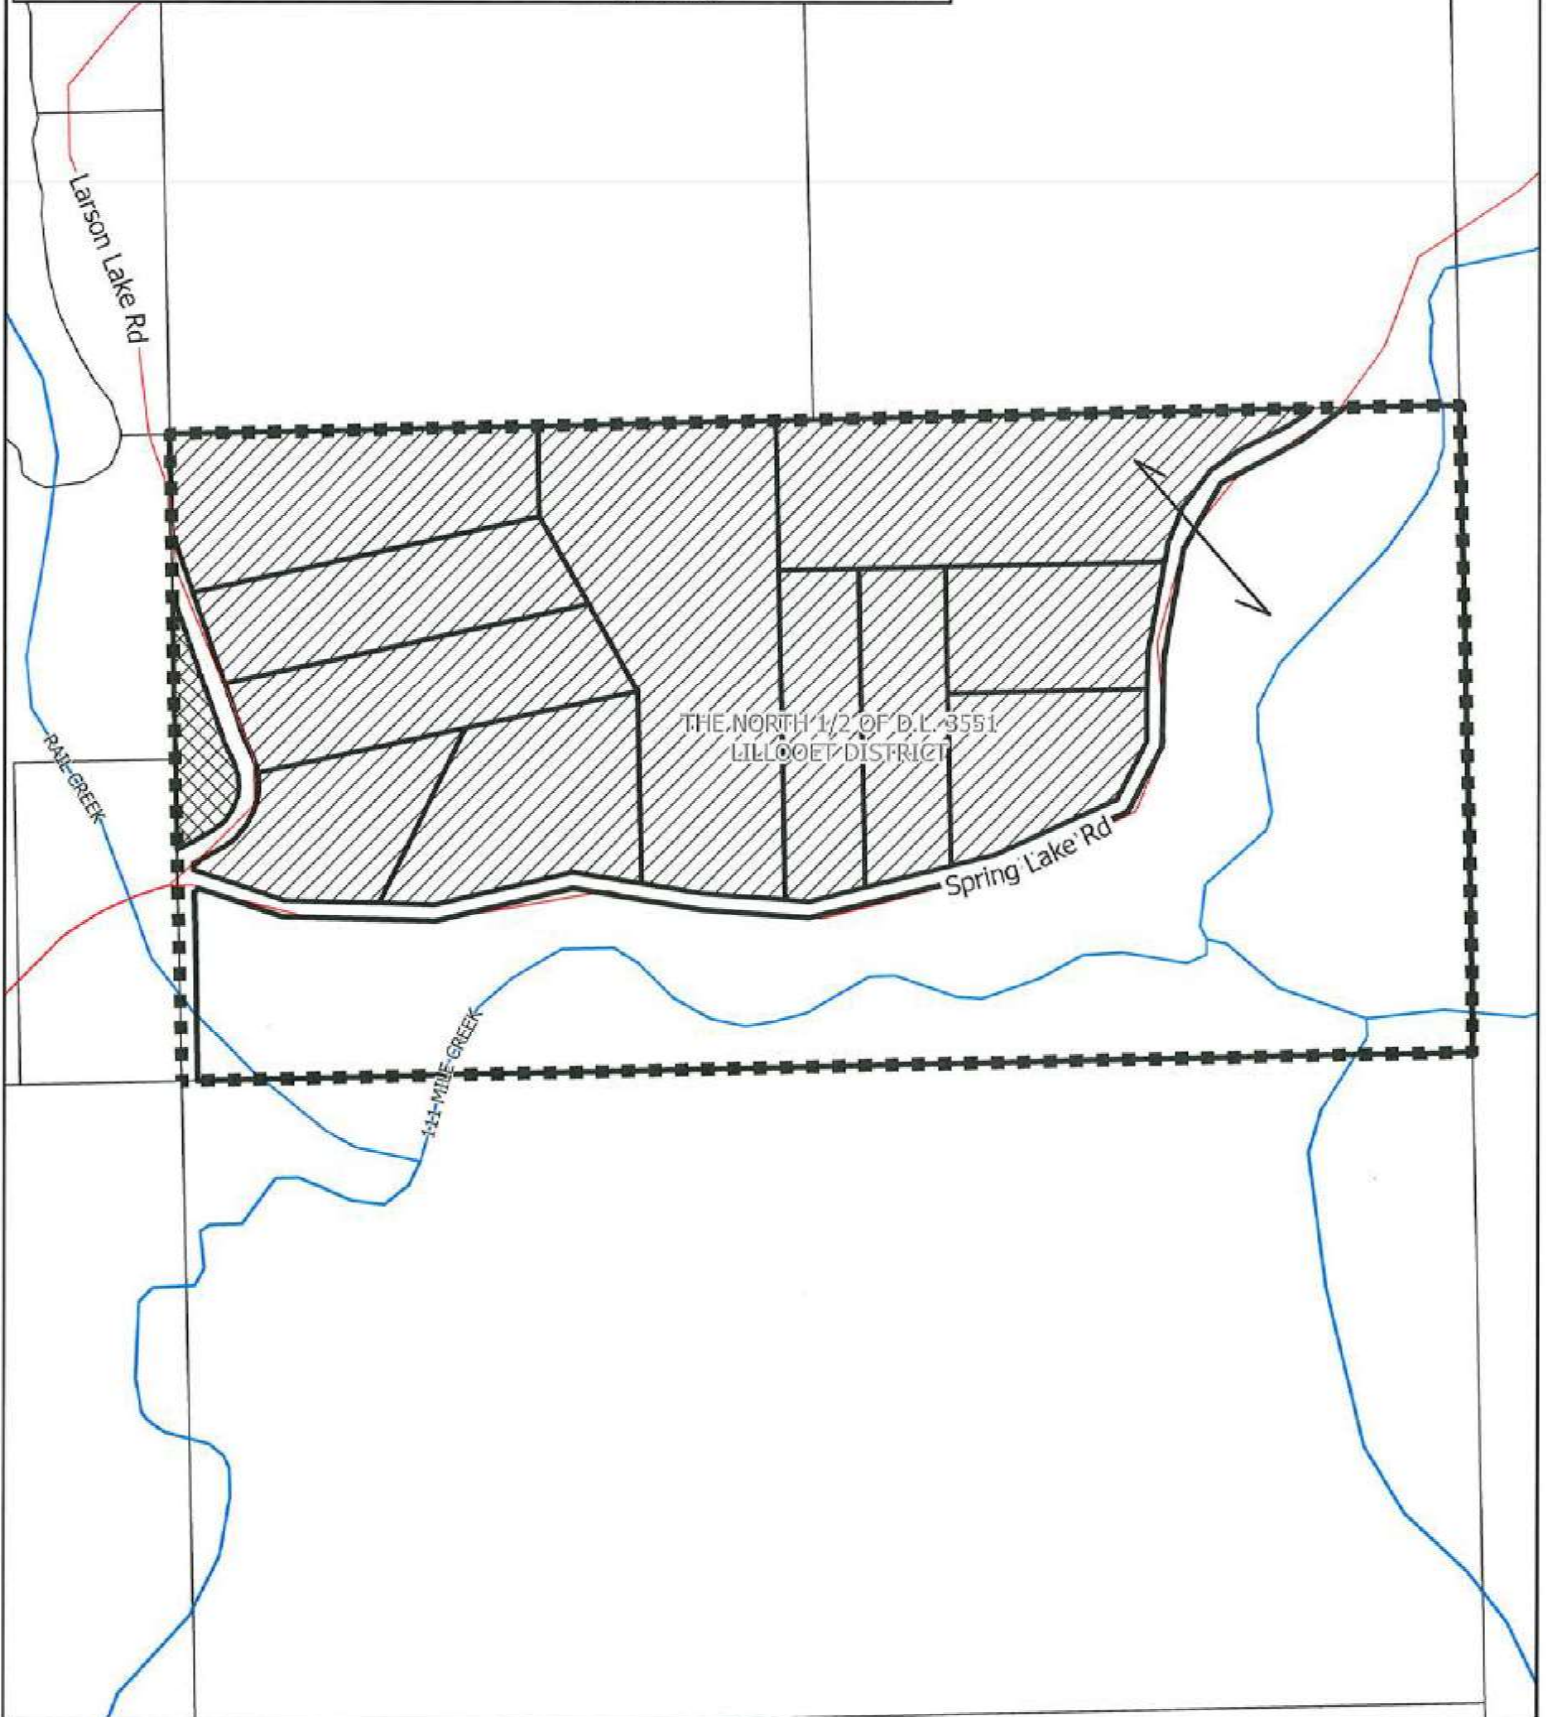 Larson Lake Rd
RAIL CREEK
THE NORTH 1/2 OF D.L. 3551
LILLOOET DISTRICT
Spring Lake Rd
111 MILE CREEK